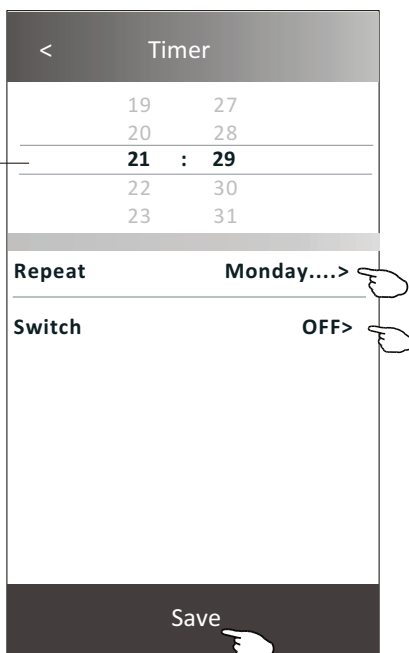 < Timer
19 27
20 28
21 : 29
22 30
23 31
Repeat Monday....>
Switch OFF>
Save